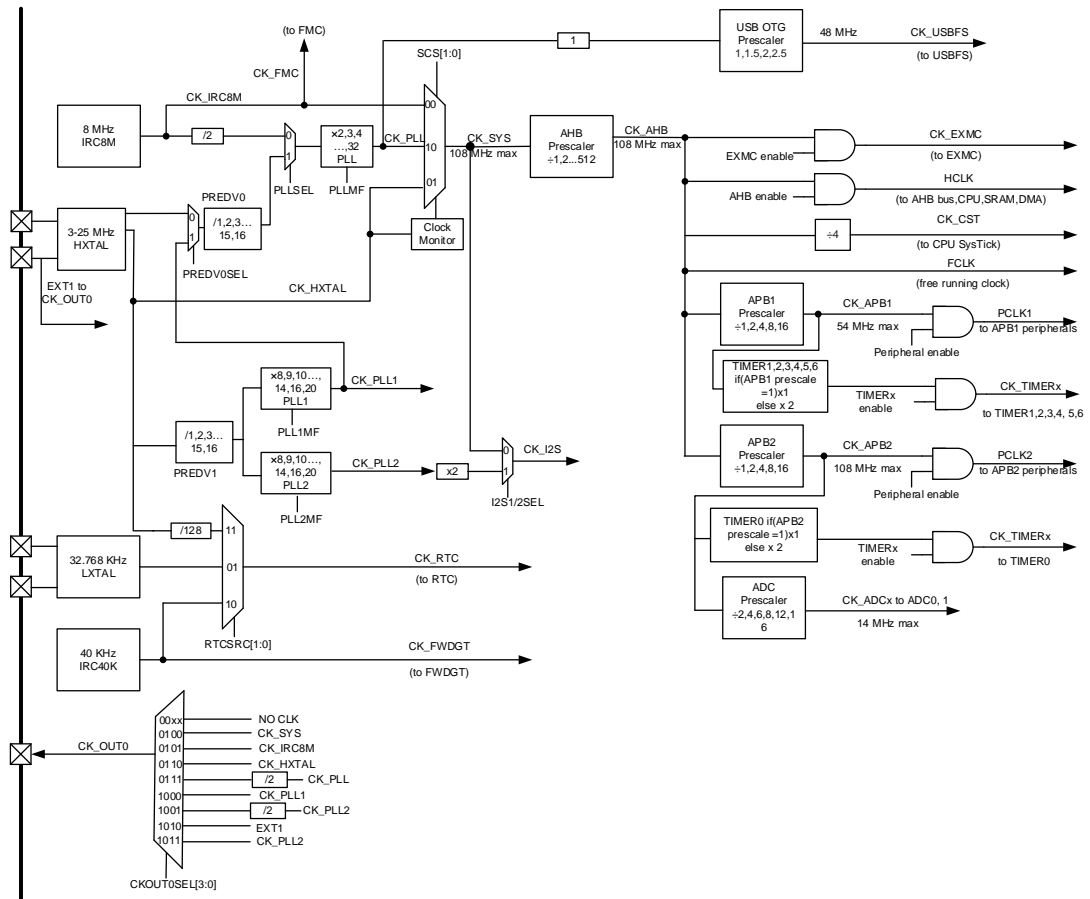 (to FMC)
CK_FMC
SCS[1:0]
1
USB OTG
Prescaler
1,1.5,2,2.5
48 MHz
CK_USBFS
(to USBFS)
CK_IRC8M
8 MHz
IRC8M
/2
0
1
PLLSEL
×2,3,4
…,32
PLL
PLLMF
CK_PLL
00
10
01
CK_SYS
108 MHz max
AHB
Prescaler
÷1,2...512
CK_AHB
108 MHz max
EXMC enable
CK_EXMC
(to EXMC)
AHB enable
HCLK
(to AHB bus,CPU,SRAM,DMA)
÷4
CK_CST
(to CPU SysTick)
FCLK
(free running clock)
3-25 MHz
HXTAL
PREDV0
0
1
/1,2,3…
15,16
PREDV0SEL
Clock
Monitor
EXT1 to
CK_OUT0
CK_HXTAL
APB1
Prescaler
÷1,2,4,8,16
CK_APB1
54 MHz max
Peripheral enable
PCLK1
to APB1 peripherals
TIMER1,2,3,4,5,6
if(APB1 prescale
=1)x1
else x 2
TIMERx
enable
CK_TIMERx
to TIMER1,2,3,4, 5,6
×8,9,10…,
14,16,20
PLL1
PLL1MF
CK_PLL1
/1,2,3…
15,16
PREDV1
×8,9,10…,
14,16,20
PLL2
PLL2MF
CK_PLL2
x2
0
1
CK_I2S
I2S1/2SEL
APB2
Prescaler
÷1,2,4,8,16
CK_APB2
108 MHz max
Peripheral enable
PCLK2
to APB2 peripherals
TIMER0 if(APB2
prescale =1)x1
else x 2
TIMERx
enable
CK_TIMERx
to TIMER0
ADC
Prescaler
÷2,4,6,8,12,1
6
CK_ADCx to ADC0, 1
14 MHz max
/128
11
01
10
32.768 KHz
LXTAL
CK_RTC
(to RTC)
RTCSRC[1:0]
40 KHz
IRC40K
CK_FWDGT
(to FWDGT)
CK_OUT0
00xx NO CLK
0100 CK_SYS
0101 CK_IRC8M
0110 CK_HXTAL
0111 /2 CK_PLL
1000 CK_PLL1
1001 /2 CK_PLL2
1010 EXT1
1011 CK_PLL2
CKOUT0SEL[3:0]